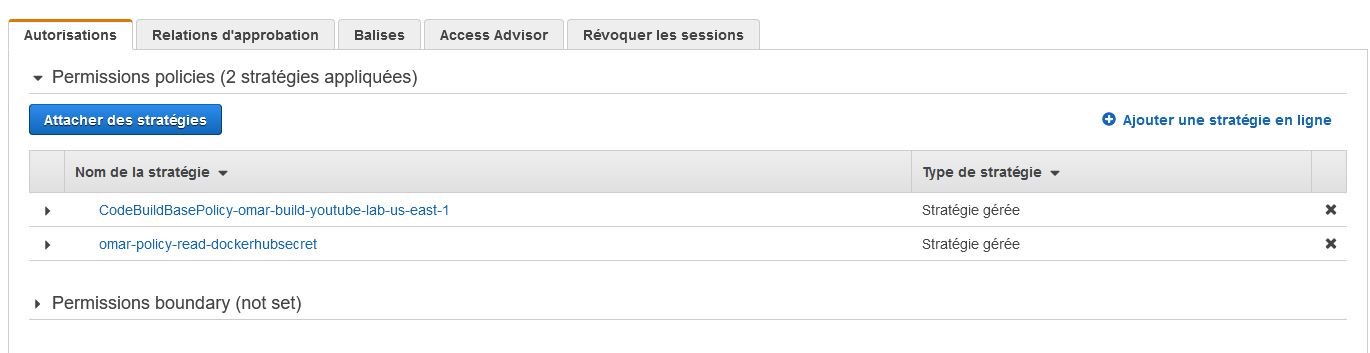 Autorisations Relations d'approbation Balises Access Advisor Révoquer les sessions
Permissions policies (2 stratégies appliquées)
Attacher des stratégies Ajouter une stratégie en ligne
Nom de la stratégie Type de stratégie
CodeBuildBasePolicy-omar-build-youtube-lab-us-east-1 Stratégie gérée
omar-policy-read-dockerhubsecret Stratégie gérée
Permissions boundary (not set)